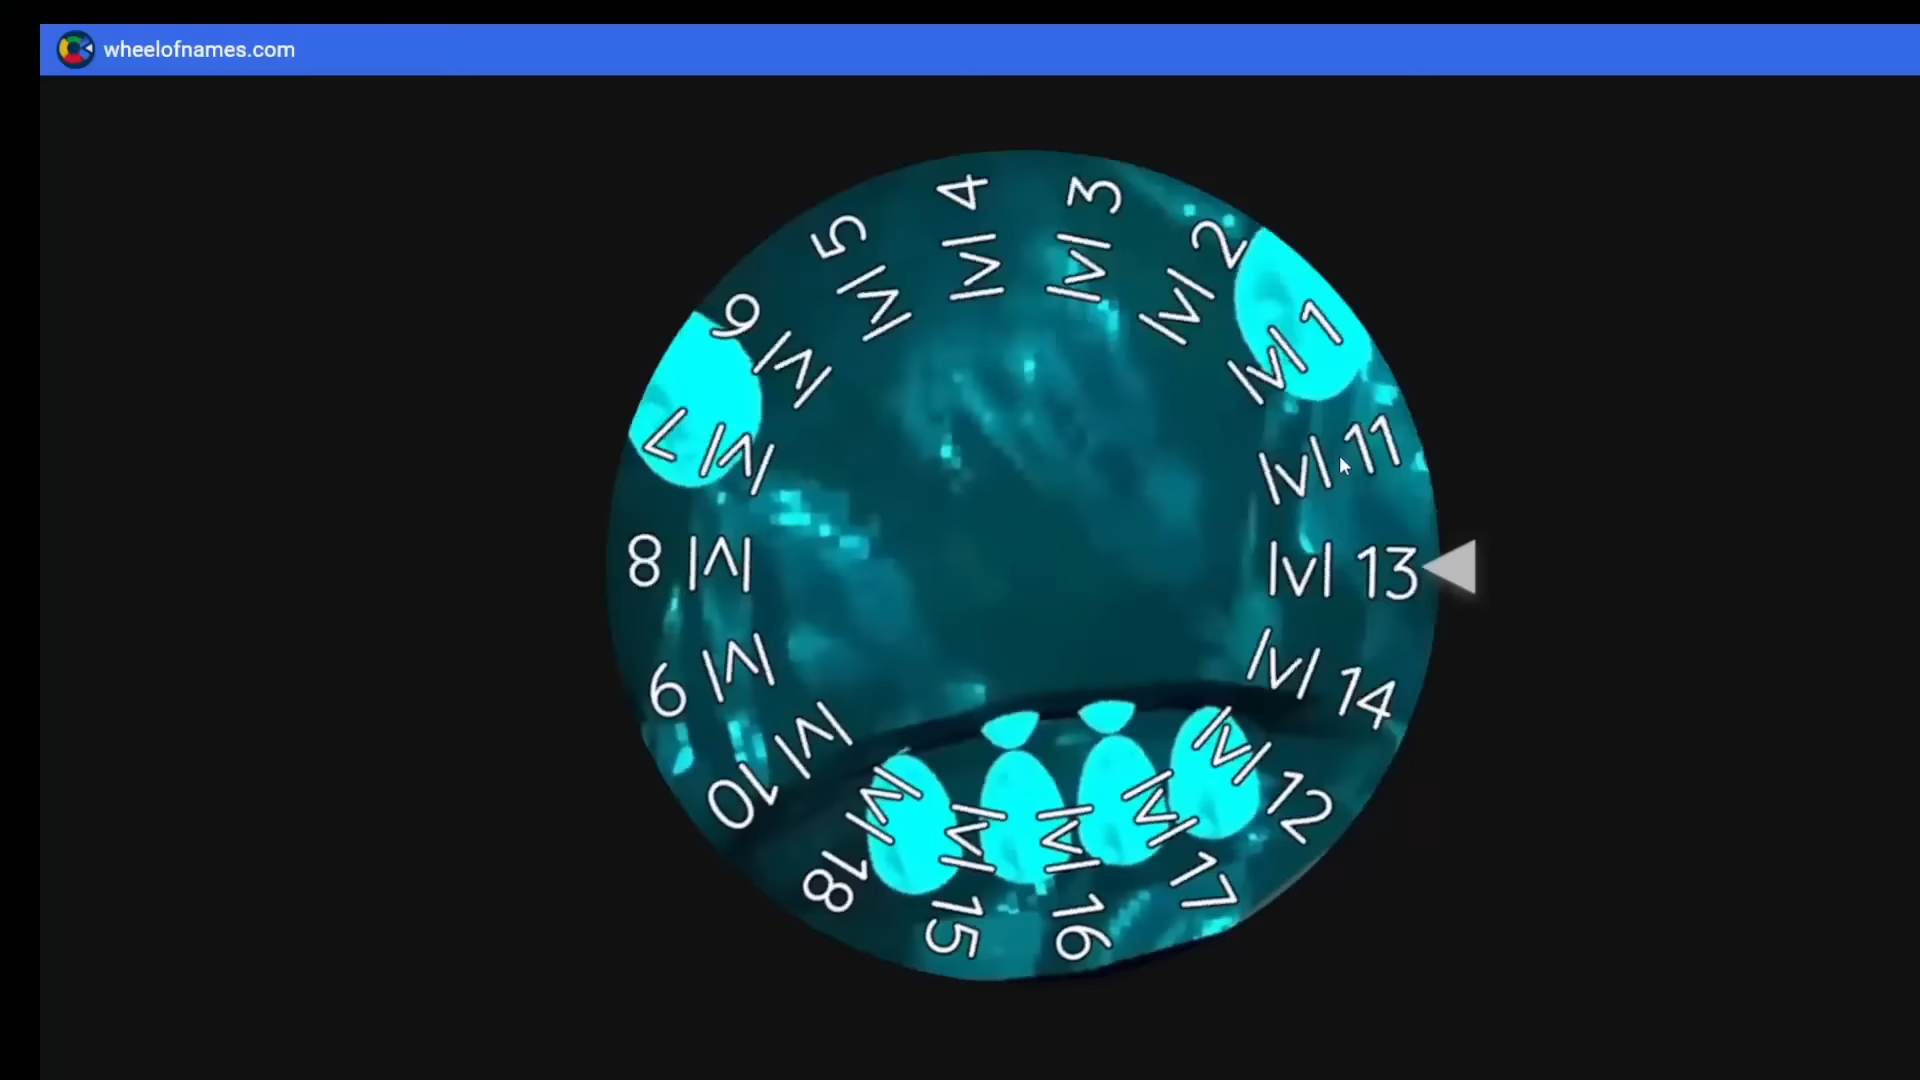 wheelofnames.com
lvl 1
lvl 2
lvl 3
lvl 4
lvl 5
lvl 6
lvl 7
lvl 8
lvl 9
lvl 10
lvl 18
lvl 15
lvl 16
lvl 17
lvl 12
lvl 14
lvl 13
lvl 11